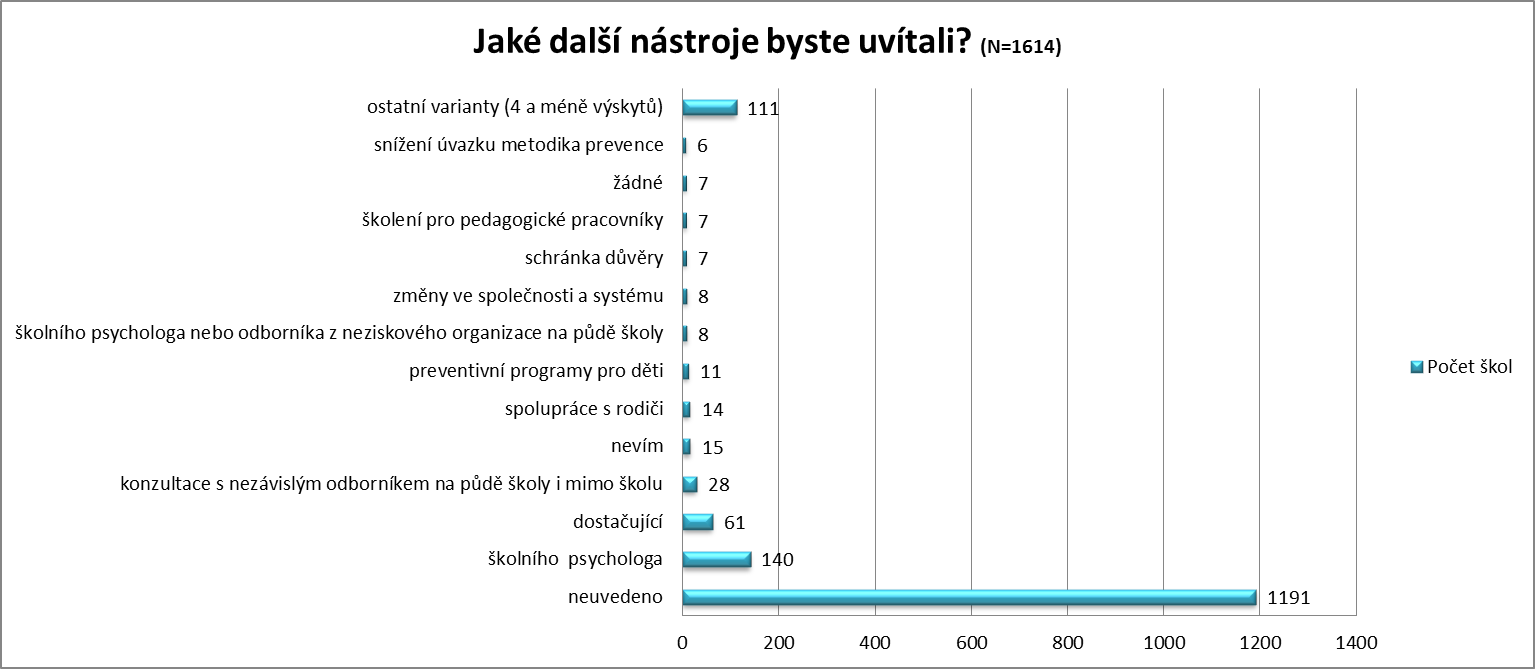 Jaké další nástroje byste uvítali? (N=1614)
ostatní varianty (4 a méně výskytů) 111
snížení úvazku metodika prevence 6
žádné 7
školení pro pedagogické pracovníky 7
schránka důvěry 7
změny ve společnosti a systému 8
školního psychologa nebo odborníka z neziskového organizace na půdě školy 8
preventivní programy pro děti 11
spolupráce s rodiči 14
nevím 15
konzultace s nezávislým odborníkem na půdě školy i mimo školu 28
dostačující 61
školního psychologa 140
neuvedeno 1191
0 200 400 600 800 1000 1200 1400
Počet škol